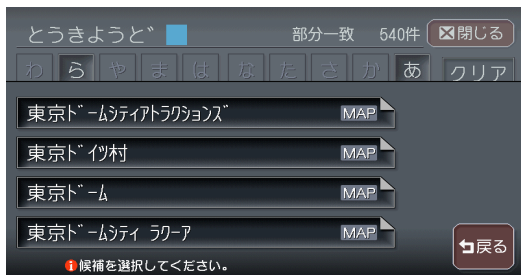 とうきようど゛ 部分一致 540件 閉じる
わ ら や ま は な た さ か あ クリア
東京ﾄﾞｰﾑｼﾃｨｱﾄﾗｸｼｮﾝｽﾞ MAP
東京ﾄﾞｲﾂ村 MAP
東京ﾄﾞｰﾑ MAP
東京ﾄﾞｰﾑｼﾃｨ ﾗｸｰｱ MAP
戻る
候補を選択してください。